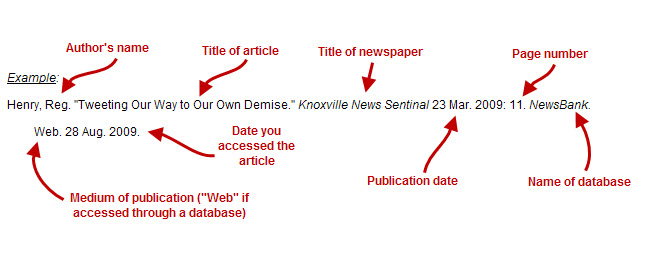 Author's name
Title of article
Title of newspaper
Page number
Example:
Henry, Reg. "Tweeting Our Way to Our Own Demise." Knoxville News Sentinal 23 Mar. 2009: 11. NewsBank.
Web. 28 Aug. 2009.
Date you
accessed the
article
Publication date
Name of database
Medium of publication ("Web" if
accessed through a database)